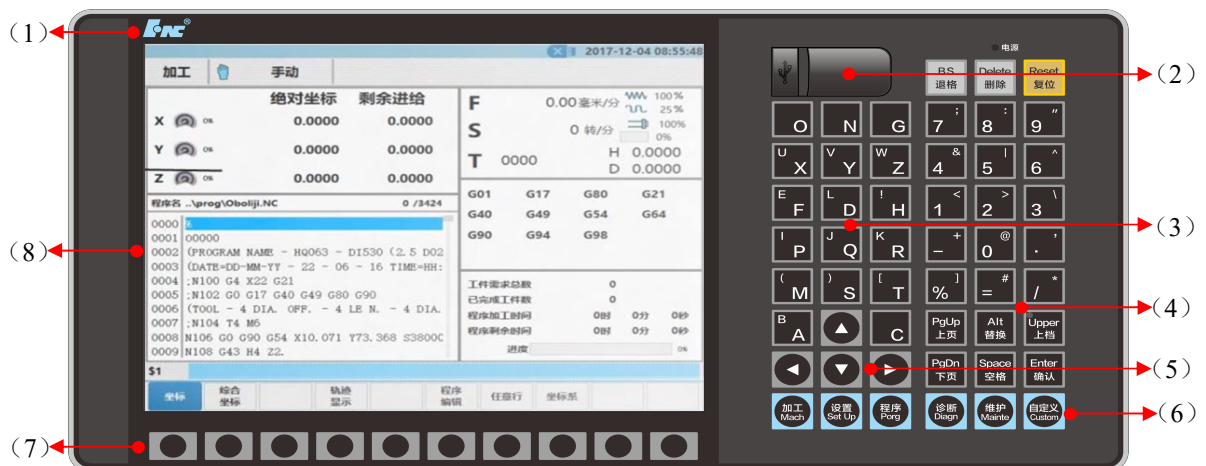 (1)
NC®
2017-12-04 08:55:48
加工 手动
绝对坐标 剩余进给
X 0% 0.0000 0.0000
Y 0% 0.0000 0.0000
Z 0% 0.0000 0.0000
F 0.00 毫米/分 100% 25%
S 0 转/分 100% 0%
T 0000 H 0.0000
D 0.0000
程序名 ..\prog\Oboliji.NC 0 /3424
0000 %
0001 O0000
0002 (PROGRAM NAME - HQ063 - DI530 (2.5 D02
0003 (DATE=DD-MM-YY - 22 - 06 - 16 TIME=HH:
0004 ;N100 G4 X22 G21
0005 ;N102 G0 G17 G40 G49 G80 G90
0006 (TOOL - 4 DIA. OFF. - 4 LE N. - 4 DIA.
0007 ;N104 T4 M6
0008 N106 G0 G90 G54 X10.071 Y73.368 S3800C
0009 N108 G43 H4 Z2.
G01 G17 G80 G21
G40 G49 G54 G64
G90 G94 G98
工件需求总数 0
已完成工件数 0
程序加工时间 0时 0分 0秒
程序剩余时间 0时 0分 0秒
进度 0%
$1
坐标 综合坐标 轨迹显示 程序编辑 任意行 坐标系
(2)
电源
BS 退格 Delete 删除 Reset 复位
O N G 7 ; 8 : 9 "
U X V Y W Z 4 & 5 | 6 ^
E F L D ! H 1 < 2 > 3 \
(3)
I P J Q K R - + 0 @ . '
( M ) S [ T % ] = # / *
(4)
B A C PgUp 上页 Alt 替换 Upper 上档
PgDn 下页 Space 空格 Enter 确认
(5)
加工 Mach 设置 Set Up 程序 Porg 诊断 Diagn 维护 Mainte 自定义 Custom
(6)
(7)
(8)